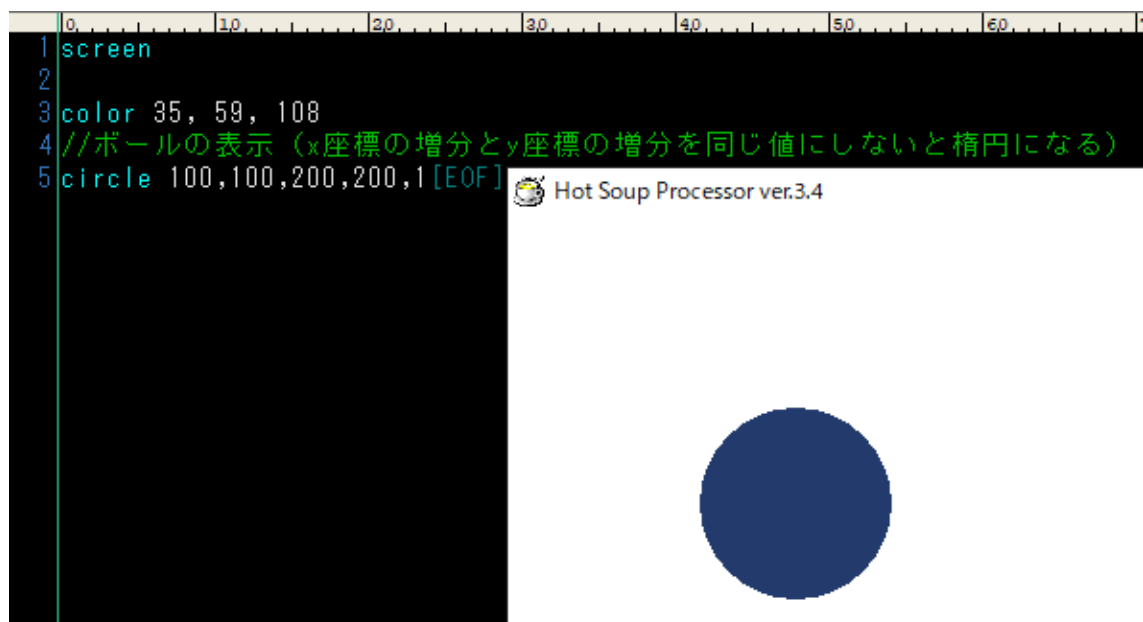 0 10 20 30 40 50 60
1 screen
2
3 color 35, 59, 108
4 //ボールの表示（x座標の増分とy座標の増分を同じ値にしないと楕円になる）
5 circle 100,100,200,200,1[EOF]
Hot Soup Processor ver.3.4